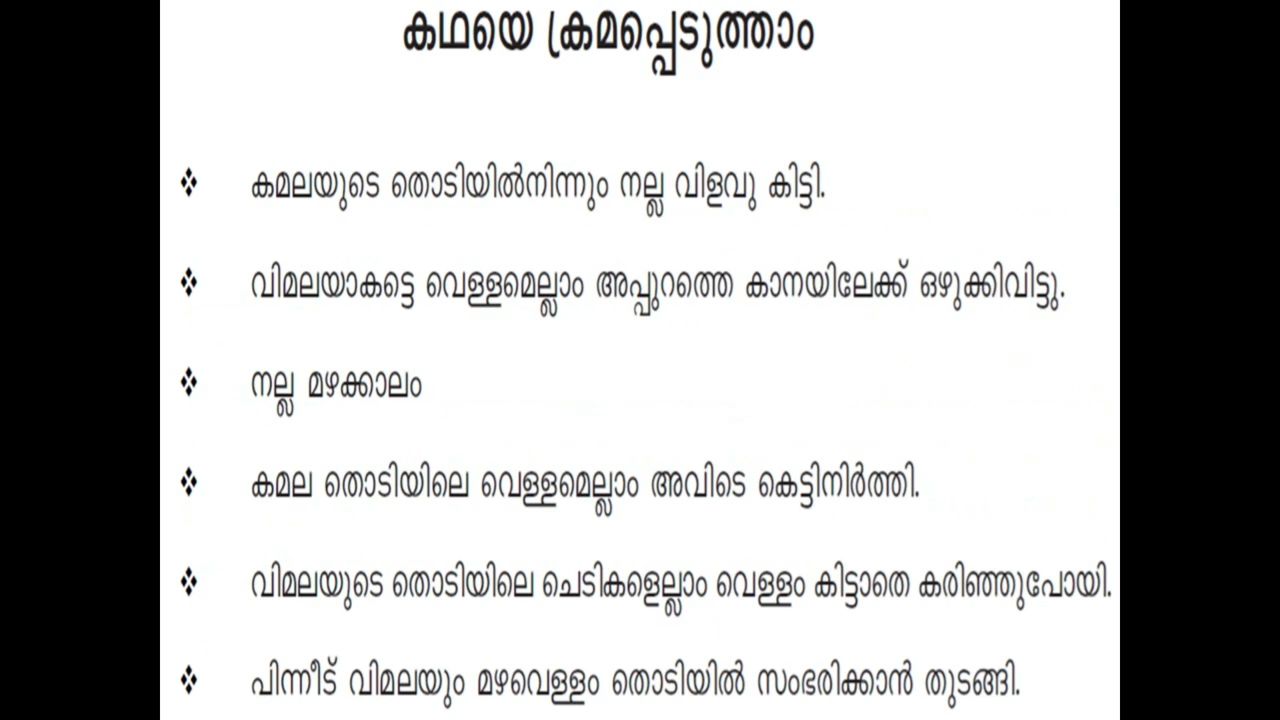 കഥയെ ക്രമപ്പെടുത്താം
❖ കമലയുടെ തൊടിയിൽനിന്നും നല്ല വിളവു കിട്ടി.
❖ വിമലയാകട്ടെ വെള്ളമെല്ലാം അപ്പുറത്തെ കാനയിലേക്ക് ഒഴുക്കിവിട്ടു.
❖ നല്ല മഴക്കാലം
❖ കമല തൊടിയിലെ വെള്ളമെല്ലാം അവിടെ കെട്ടിനിർത്തി.
❖ വിമലയുടെ തൊടിയിലെ ചെടികളെല്ലാം വെള്ളം കിട്ടാതെ കരിഞ്ഞുപോയി.
❖ പിന്നീട് വിമലയും മഴവെള്ളം തൊടിയിൽ സംഭരിക്കാൻ തുടങ്ങി.